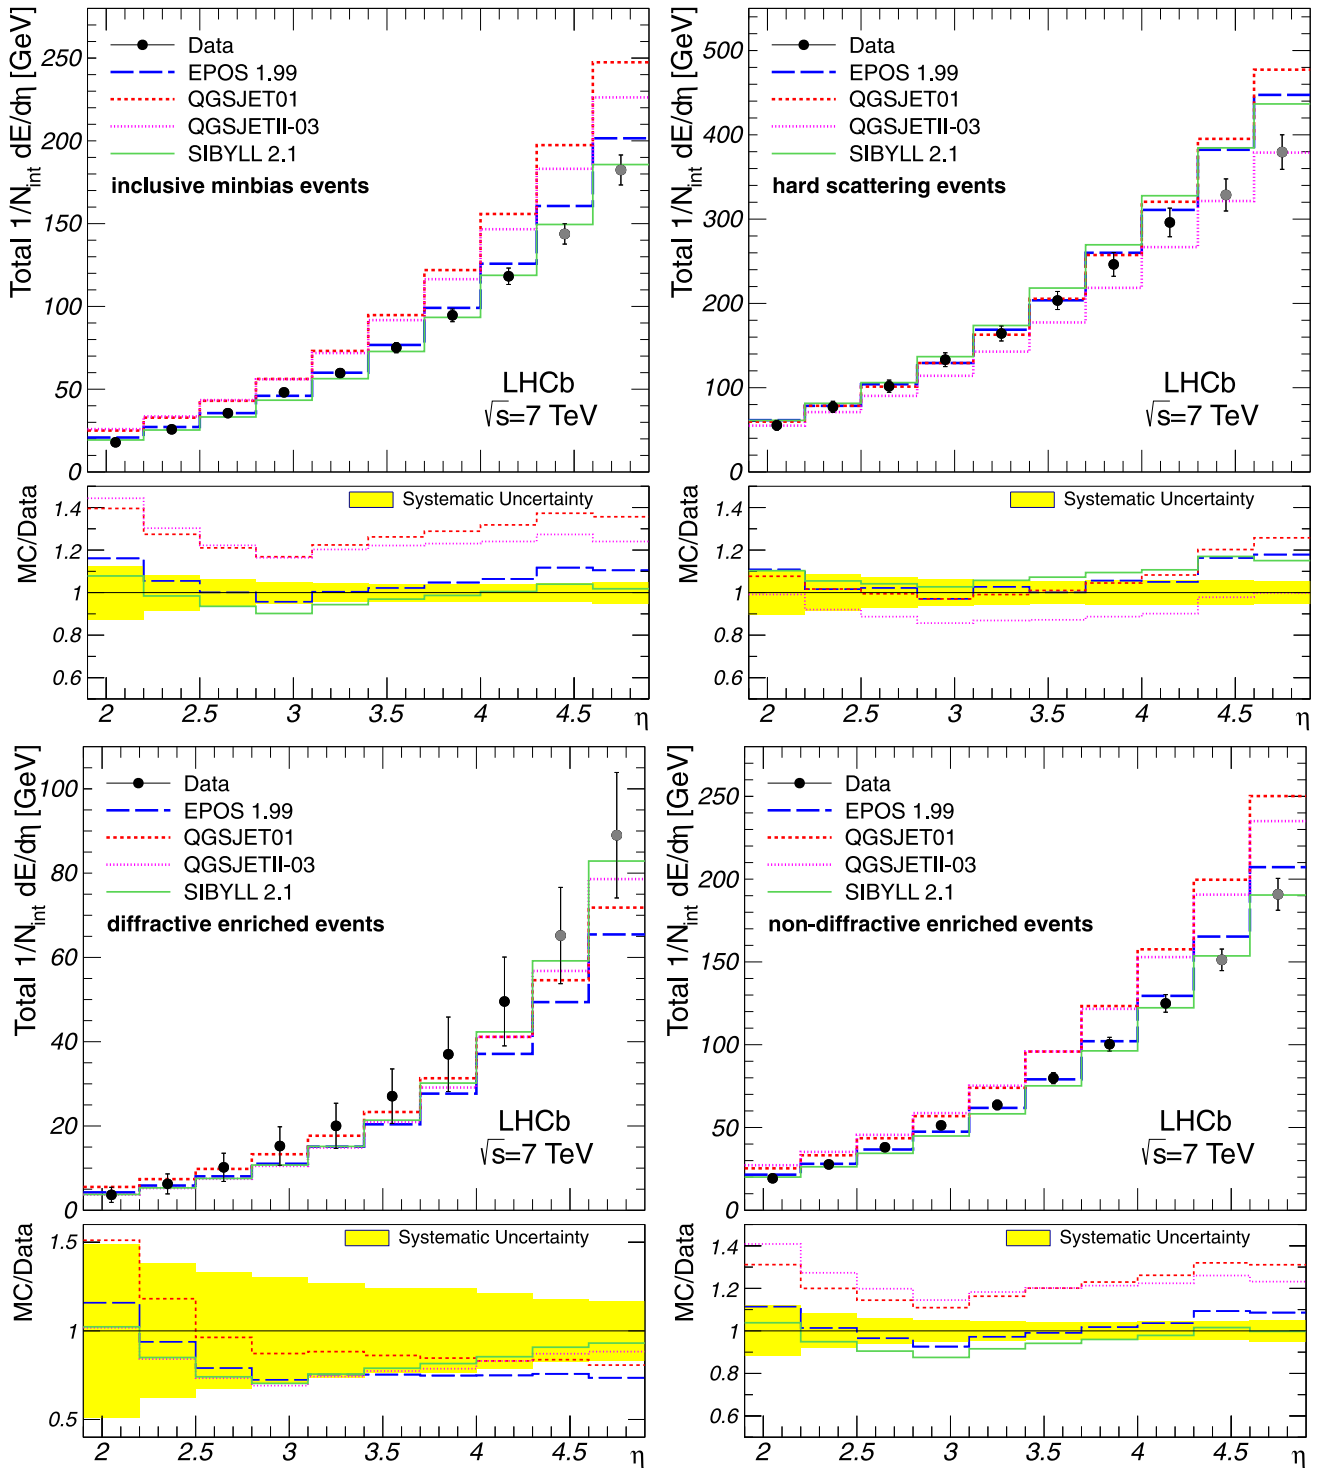 Total 1/N_int dE/dη [GeV]
250
200
150
100
50
0
Data
EPOS 1.99
QGSJET01
QGSJETII-03
SIBYLL 2.1
inclusive minbias events
LHCb
√s=7 TeV
MC/Data
1.4
1.2
1
0.8
0.6
Systematic Uncertainty
2 2.5 3 3.5 4 4.5 η
Total 1/N_int dE/dη [GeV]
500
400
300
200
100
0
Data
EPOS 1.99
QGSJET01
QGSJETII-03
SIBYLL 2.1
hard scattering events
LHCb
√s=7 TeV
MC/Data
1.4
1.2
1
0.8
0.6
Systematic Uncertainty
2 2.5 3 3.5 4 4.5 η
Total 1/N_int dE/dη [GeV]
100
80
60
40
20
0
Data
EPOS 1.99
QGSJET01
QGSJETII-03
SIBYLL 2.1
diffractive enriched events
LHCb
√s=7 TeV
MC/Data
1.5
1
0.5
Systematic Uncertainty
2 2.5 3 3.5 4 4.5 η
Total 1/N_int dE/dη [GeV]
250
200
150
100
50
0
Data
EPOS 1.99
QGSJET01
QGSJETII-03
SIBYLL 2.1
non-diffractive enriched events
LHCb
√s=7 TeV
MC/Data
1.4
1.2
1
0.8
0.6
Systematic Uncertainty
2 2.5 3 3.5 4 4.5 η